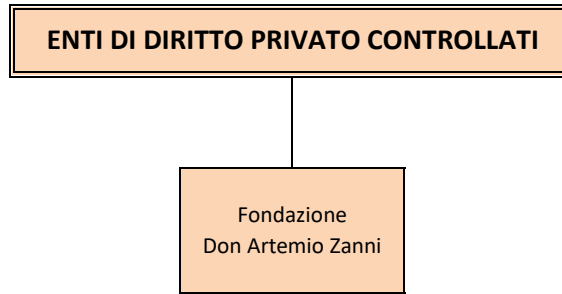 ENTI DI DIRITTO PRIVATO CONTROLLATI
Fondazione
Don Artemio Zanni